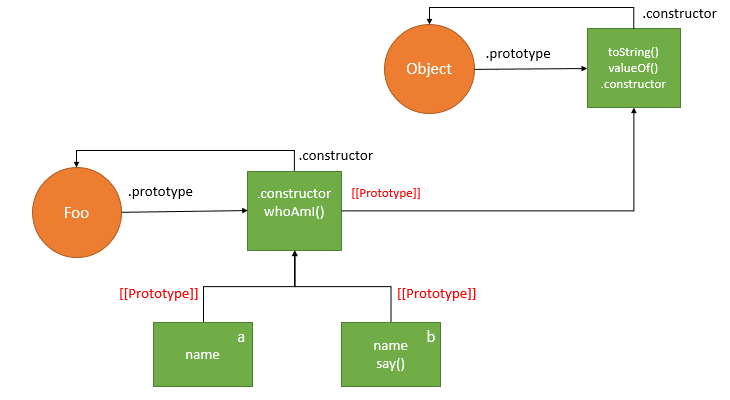 .constructor
Object
.prototype
toString()
valueOf()
.constructor
.constructor
Foo
.prototype
.constructor
whoAmI()
[[Prototype]]
[[Prototype]]
[[Prototype]]
a
name
b
name
say()